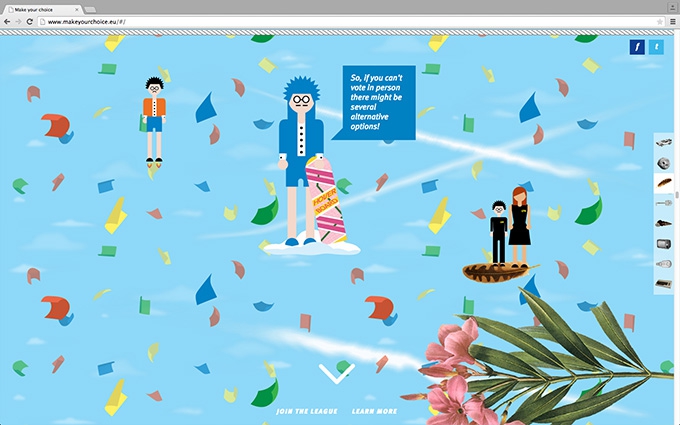 Make your choice
www.makeyourchoice.eu/#/
f t
So, if you can't
vote in person
there might be
several
alternative
options!
HOVER
BOARD
JOIN THE LEAGUE LEARN MORE